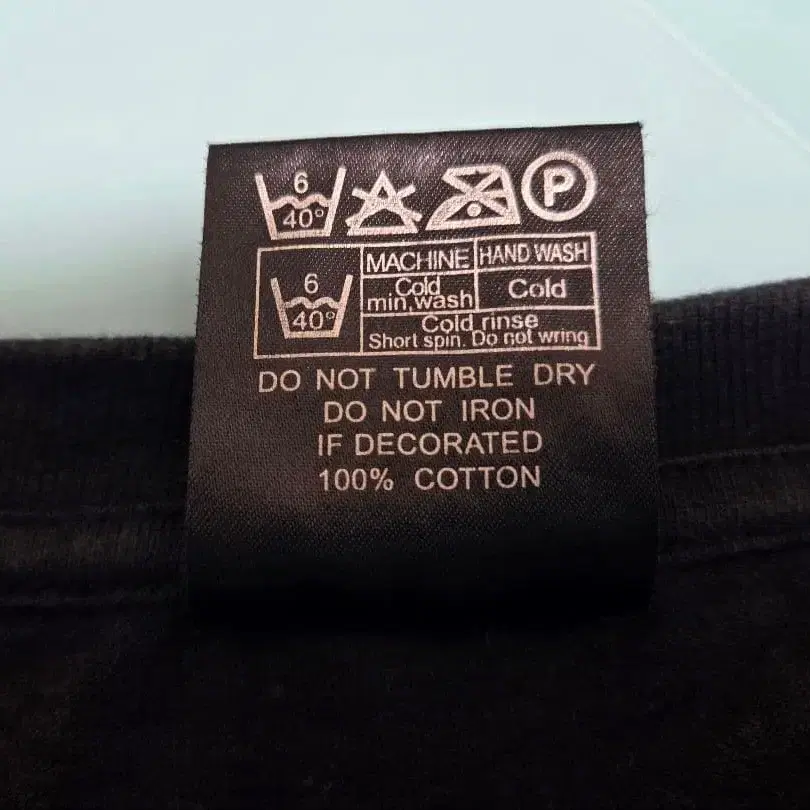 6
40°
P
MACHINE HAND WASH
6
40°
Cold
min,wash
Cold
Cold rinse
Short spin. Do not wring
DO NOT TUMBLE DRY
DO NOT IRON
IF DECORATED
100% COTTON